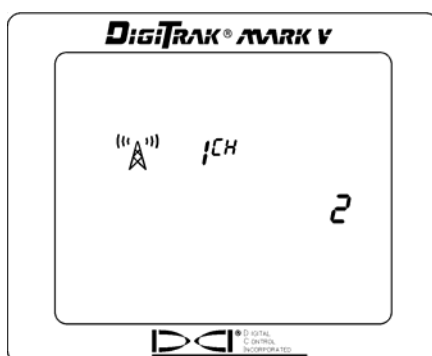 DIGITRAK® MARK V
1CH
2
DCI® DIGITAL
CONTROL
INCORPORATED